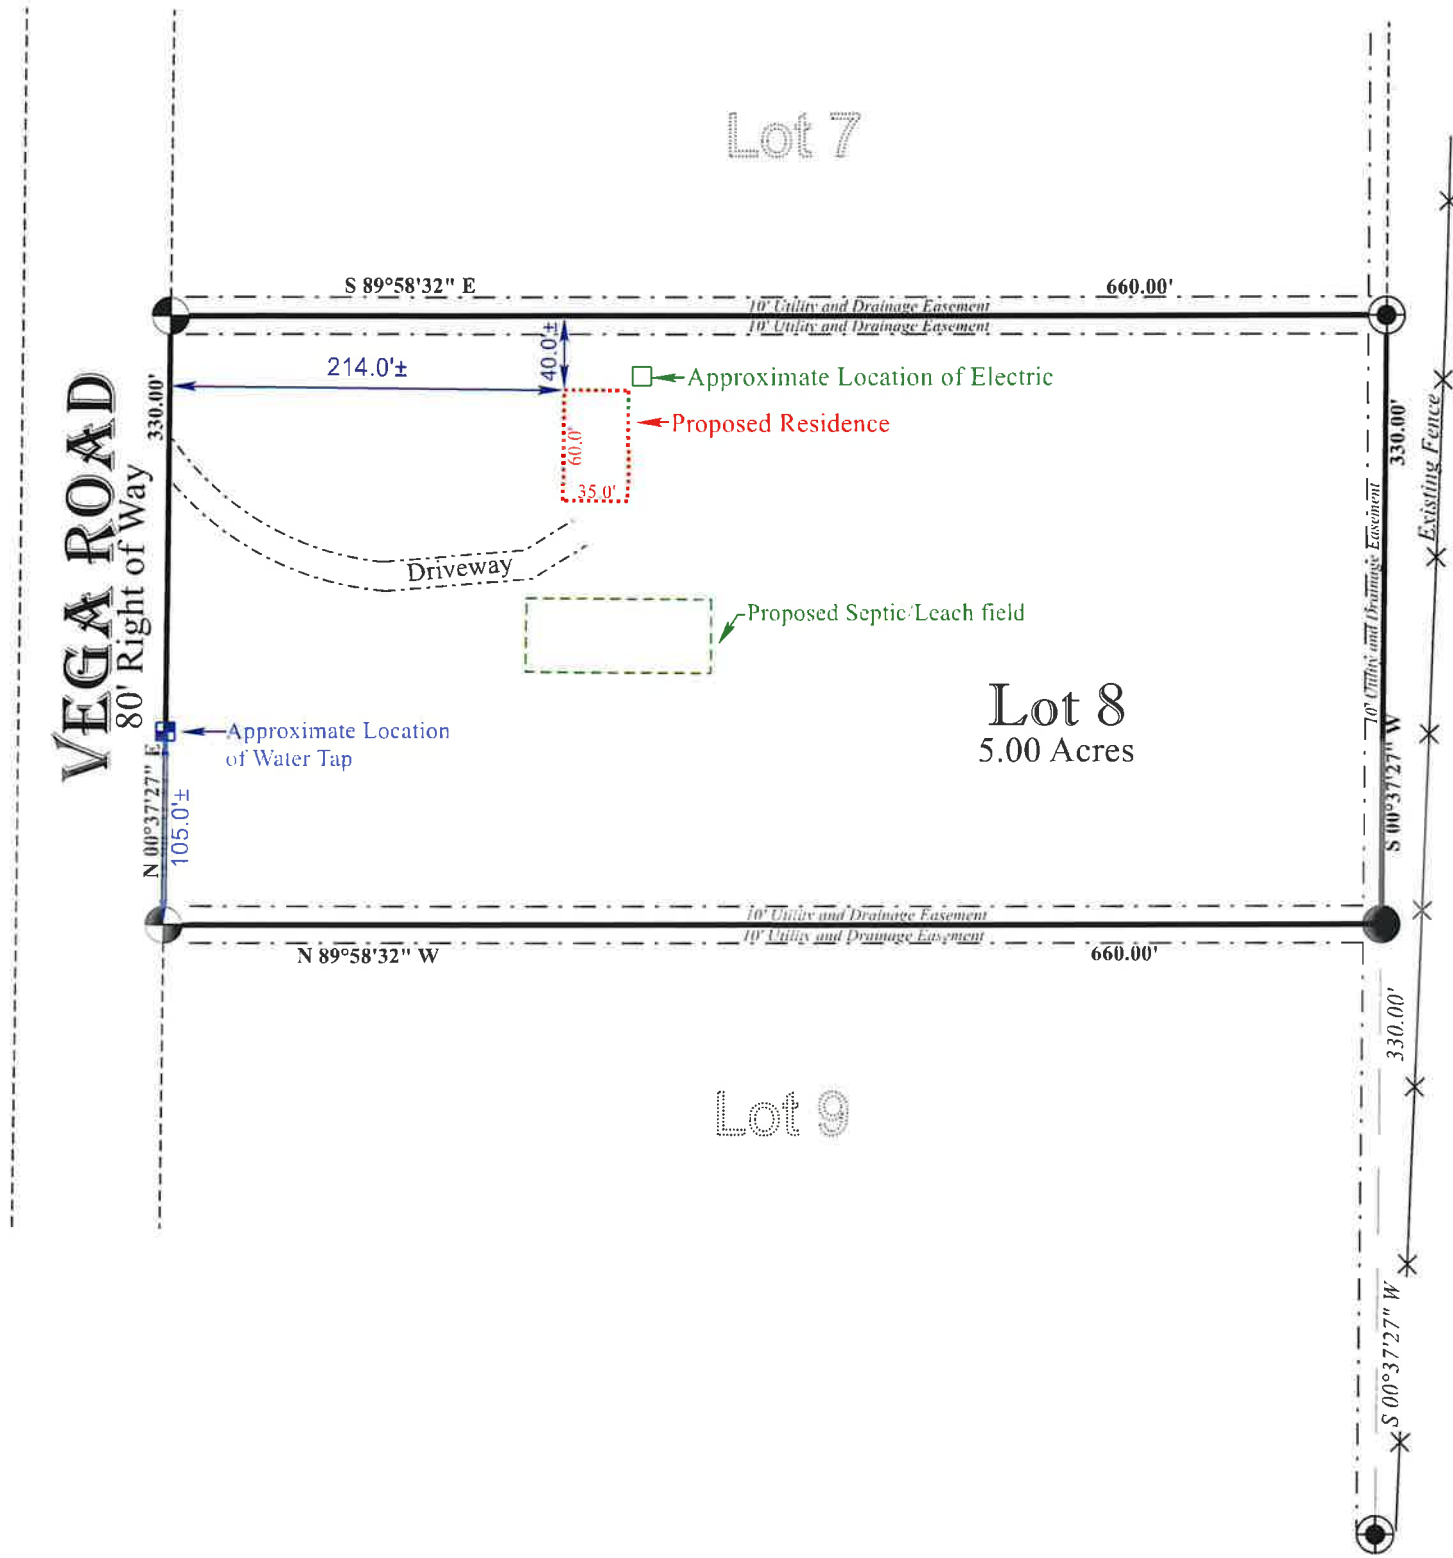 Lot 7
S 89°58'32" E
660.00'
10' Utility and Drainage Easement
10' Utility and Drainage Easement
330.00'
214.0'±
40.0'±
Approximate Location of Electric
Proposed Residence
60.0'
35.0'
330.00'
Existing Fence
VEGA ROAD
80' Right of Way
Driveway
10' Utility and Drainage Easement
Proposed Septic/Leach field
Lot 8
5.00 Acres
Approximate Location
of Water Tap
N 00°37'27" E
105.0'±
S 00°37'27" W
10' Utility and Drainage Easement
10' Utility and Drainage Easement
N 89°58'32" W
660.00'
330.00'
Lot 9
S 00°37'27" W